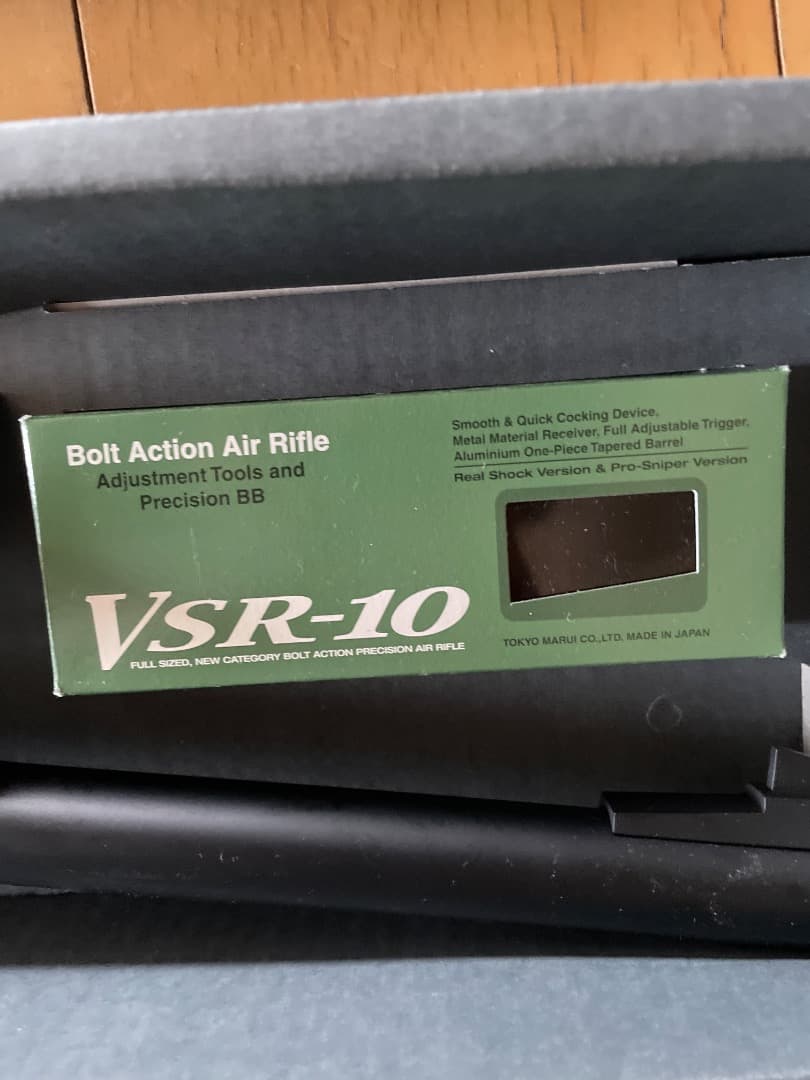 Bolt Action Air Rifle
Adjustment Tools and
Precision BB
Smooth & Quick Cocking Device,
Metal Material Receiver, Full Adjustable Trigger,
Aluminium One-Piece Tapered Barrel
Real Shock Version & Pro-Sniper Version
VSR-10
FULL SIZED, NEW CATEGORY BOLT ACTION PRECISION AIR RIFLE
TOKYO MARUI CO.,LTD. MADE IN JAPAN